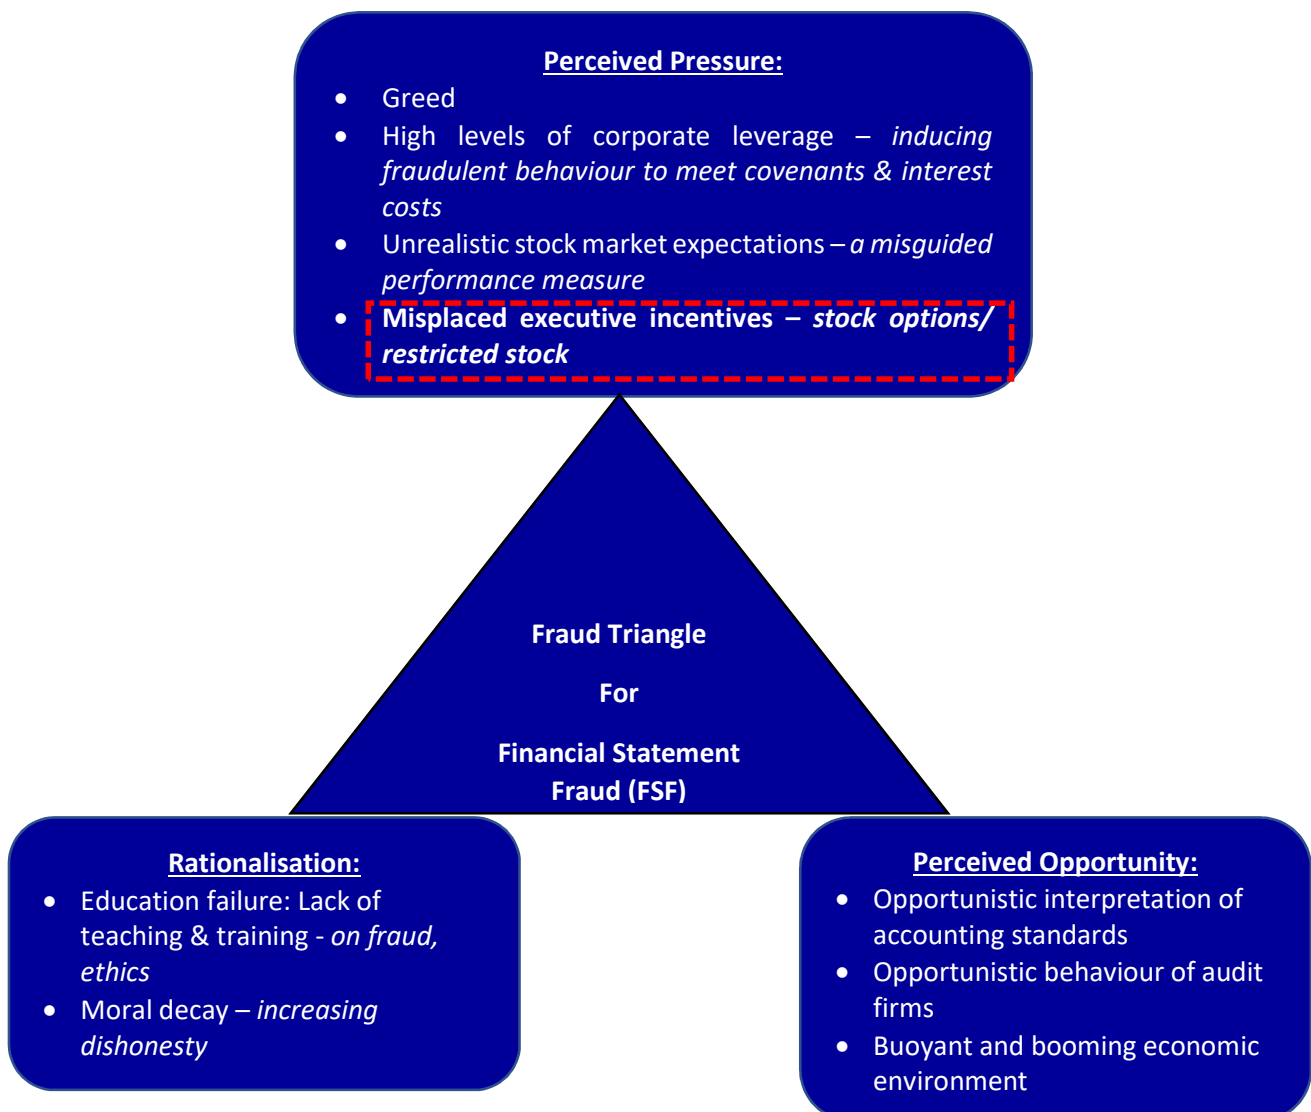 Perceived Pressure:
• Greed
• High levels of corporate leverage – inducing
fraudulent behaviour to meet covenants & interest
costs
• Unrealistic stock market expectations – a misguided
performance measure
• Misplaced executive incentives – stock options/
restricted stock
Fraud Triangle
For
Financial Statement
Fraud (FSF)
Rationalisation:
• Education failure: Lack of
teaching & training - on fraud,
ethics
• Moral decay – increasing
dishonesty
Perceived Opportunity:
• Opportunistic interpretation of
accounting standards
• Opportunistic behaviour of audit
firms
• Buoyant and booming economic
environment